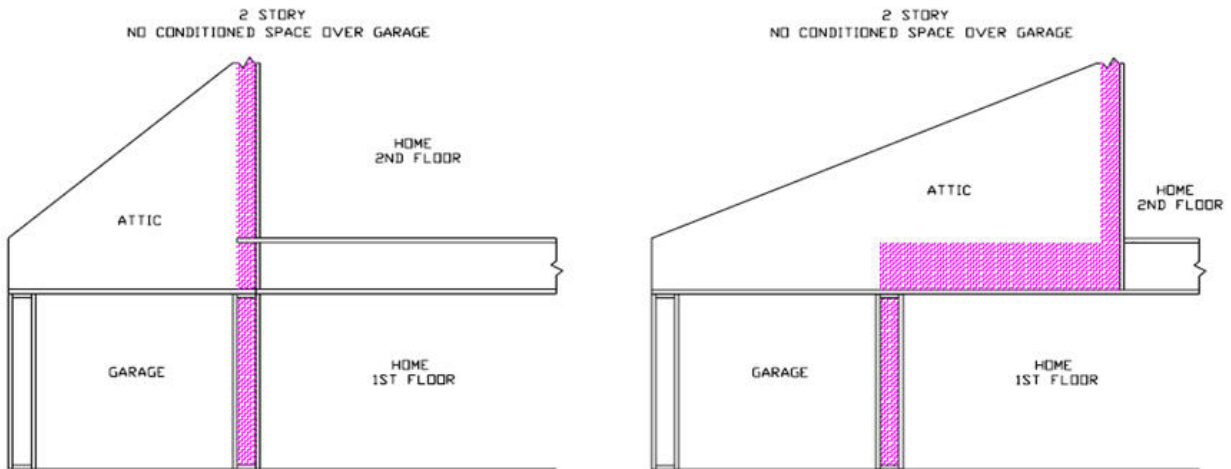 2 STORY
NO CONDITIONED SPACE OVER GARAGE
HOME
2ND FLOOR
ATTIC
GARAGE
HOME
1ST FLOOR
2 STORY
NO CONDITIONED SPACE OVER GARAGE
ATTIC
HOME
2ND FLOOR
GARAGE
HOME
1ST FLOOR